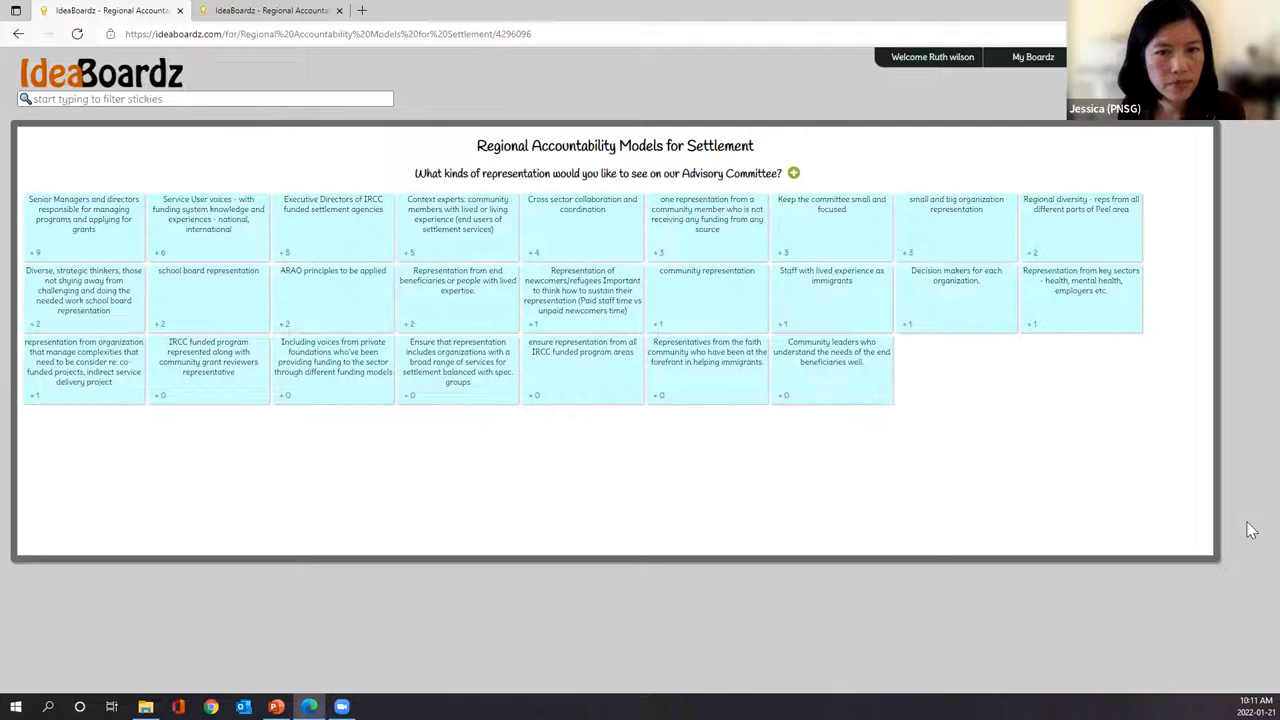 IdeaBoardz - Regional Accounta
IdeaBoardz - Regional Accountab
https://ideaboardz.com/for/Regional%20Accountability%20Models%20for%20Settlement/4296096
IdeaBoardz
Welcome Ruth wilson
My Boardz
Jessica (PNSG)
start typing to filter stickies
Regional Accountability Models for Settlement
What kinds of representation would you like to see on our Advisory Committee?
Senior Managers and directors
responsible for managing
programs and applying for
grants
+9
Service User voices - with
funding system knowledge and
experiences - national,
international
+6
Executive Directors of IRCC
funded settlement agencies
+5
Context experts: community
members with lived or living
experience (end users of
settlement services)
+5
Cross sector collaboration and
coordination
+4
one representation from a
community member who is not
receiving any funding from any
source
+3
Keep the committee small and
focused
+3
small and big organization
representation
+3
Regional diversity - reps from all
different parts of Peel area
+2
Diverse, strategic thinkers, those
not shying away from
challenging and doing the
needed work school board
representation
+2
school board representation
+2
ARAO principles to be applied
+2
Representation from end
beneficiaries or people with lived
expertise.
+2
Representation of
newcomers/refugees Important
to think how to sustain their
representation (Paid staff time vs
unpaid newcomers time)
+1
community representation
+1
Staff with lived experience as
immigrants
+1
Decision makers for each
organization.
+1
Representation from key sectors
- health, mental health,
employers etc.
+1
representation from organization
that manage complexities that
need to be consider re: co-
funded projects, indirect service
delivery project
+1
IRCC funded program
represented along with
community grant reviewers
representative
+0
Including voices from private
foundations who've been
providing funding to the sector
through different funding models
+0
Ensure that representation
includes organizations with a
broad range of services for
settlement balanced with spec.
groups
+0
ensure representation from all
IRCC funded program areas
+0
Representatives from the faith
community who have been at the
forefront in helping immigrants.
+0
Community leaders who
understand the needs of the end
beneficiaries well.
+0
10:11 AM
2022-01-21